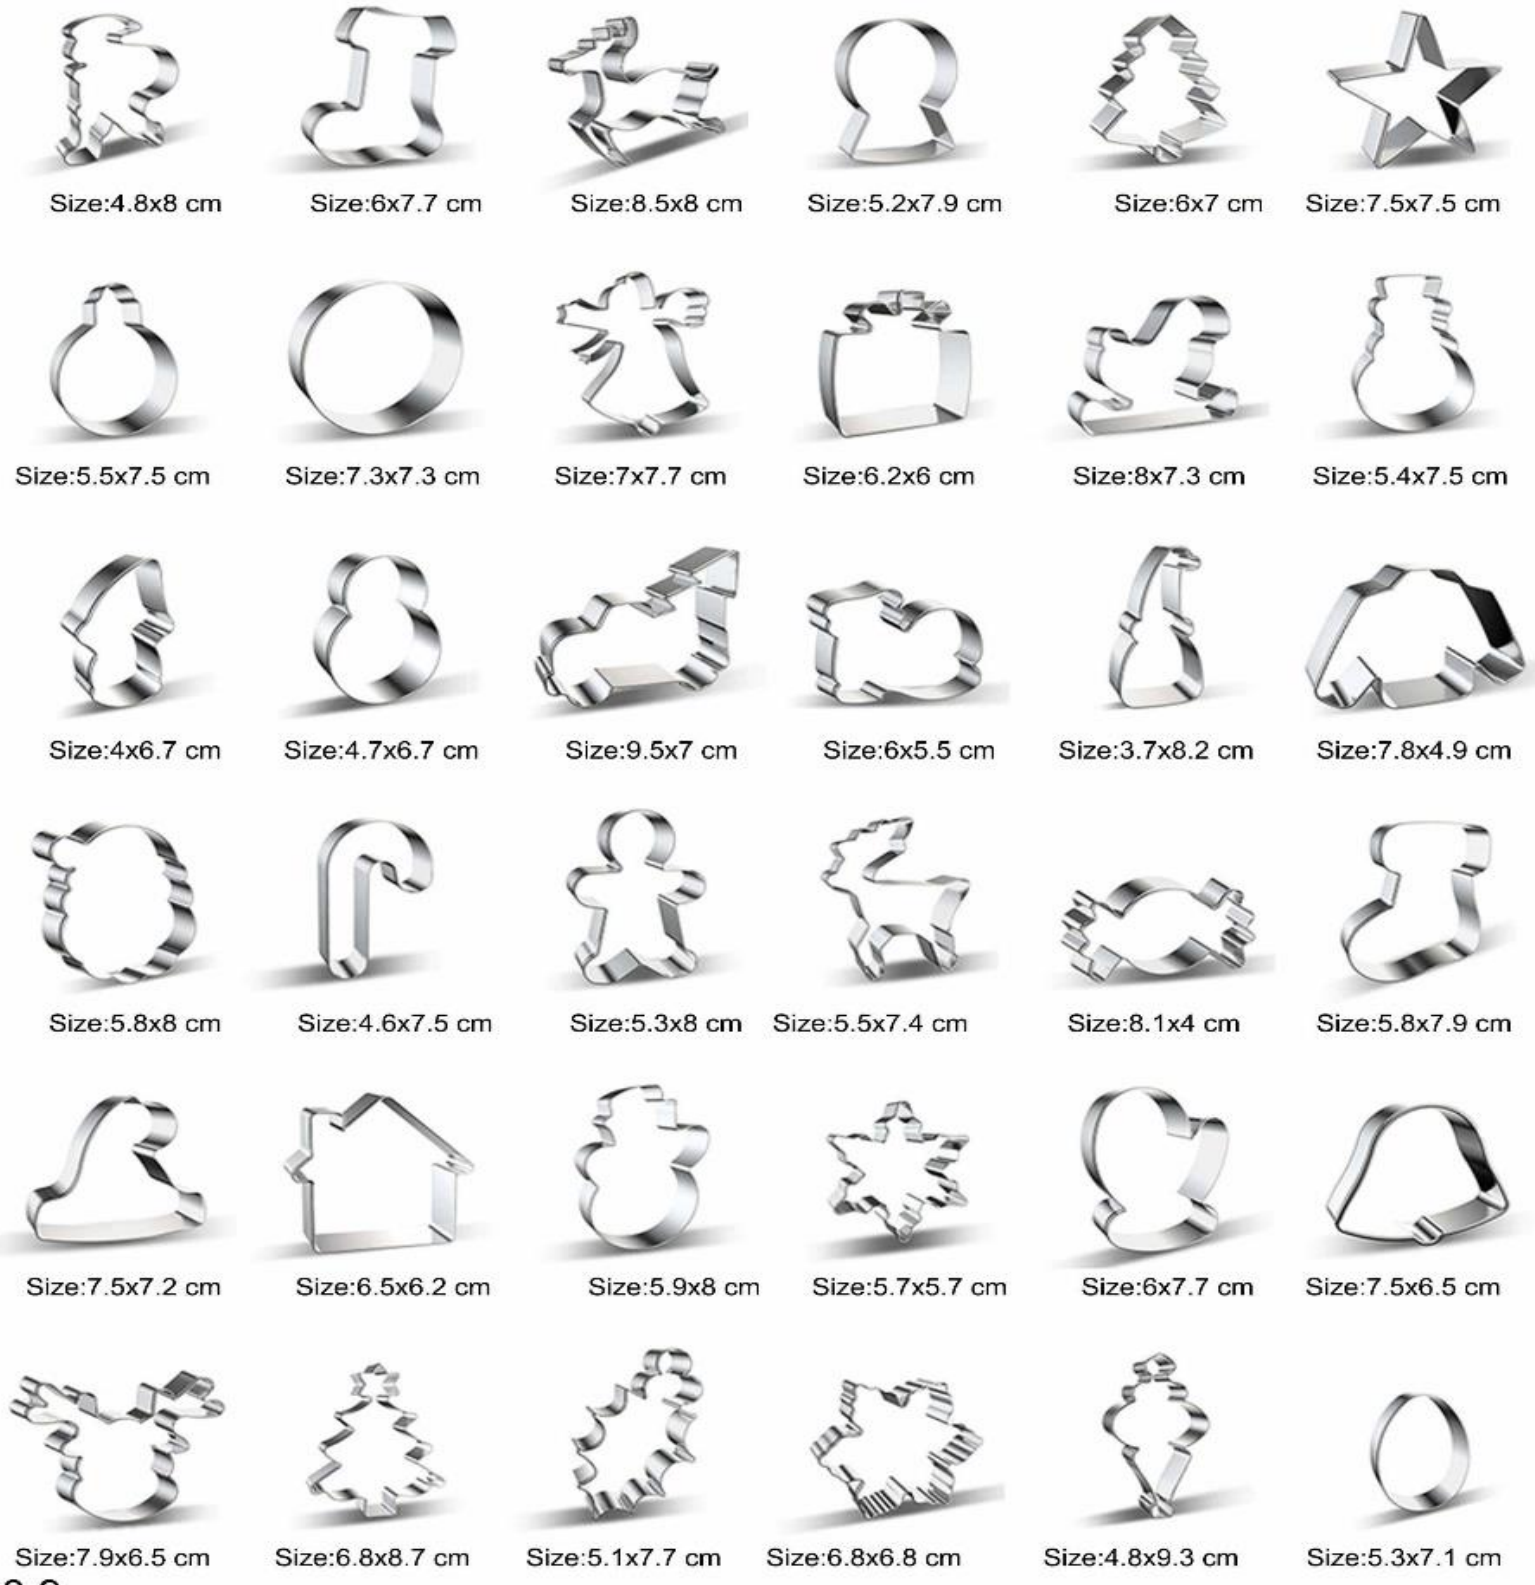 Size:4.8x8 cm
Size:6x7.7 cm
Size:8.5x8 cm
Size:5.2x7.9 cm
Size:6x7 cm
Size:7.5x7.5 cm
Size:5.5x7.5 cm
Size:7.3x7.3 cm
Size:7x7.7 cm
Size:6.2x6 cm
Size:8x7.3 cm
Size:5.4x7.5 cm
Size:4x6.7 cm
Size:4.7x6.7 cm
Size:9.5x7 cm
Size:6x5.5 cm
Size:3.7x8.2 cm
Size:7.8x4.9 cm
Size:5.8x8 cm
Size:4.6x7.5 cm
Size:5.3x8 cm
Size:5.5x7.4 cm
Size:8.1x4 cm
Size:5.8x7.9 cm
Size:7.5x7.2 cm
Size:6.5x6.2 cm
Size:5.9x8 cm
Size:5.7x5.7 cm
Size:6x7.7 cm
Size:7.5x6.5 cm
Size:7.9x6.5 cm
Size:6.8x8.7 cm
Size:5.1x7.7 cm
Size:6.8x6.8 cm
Size:4.8x9.3 cm
Size:5.3x7.1 cm